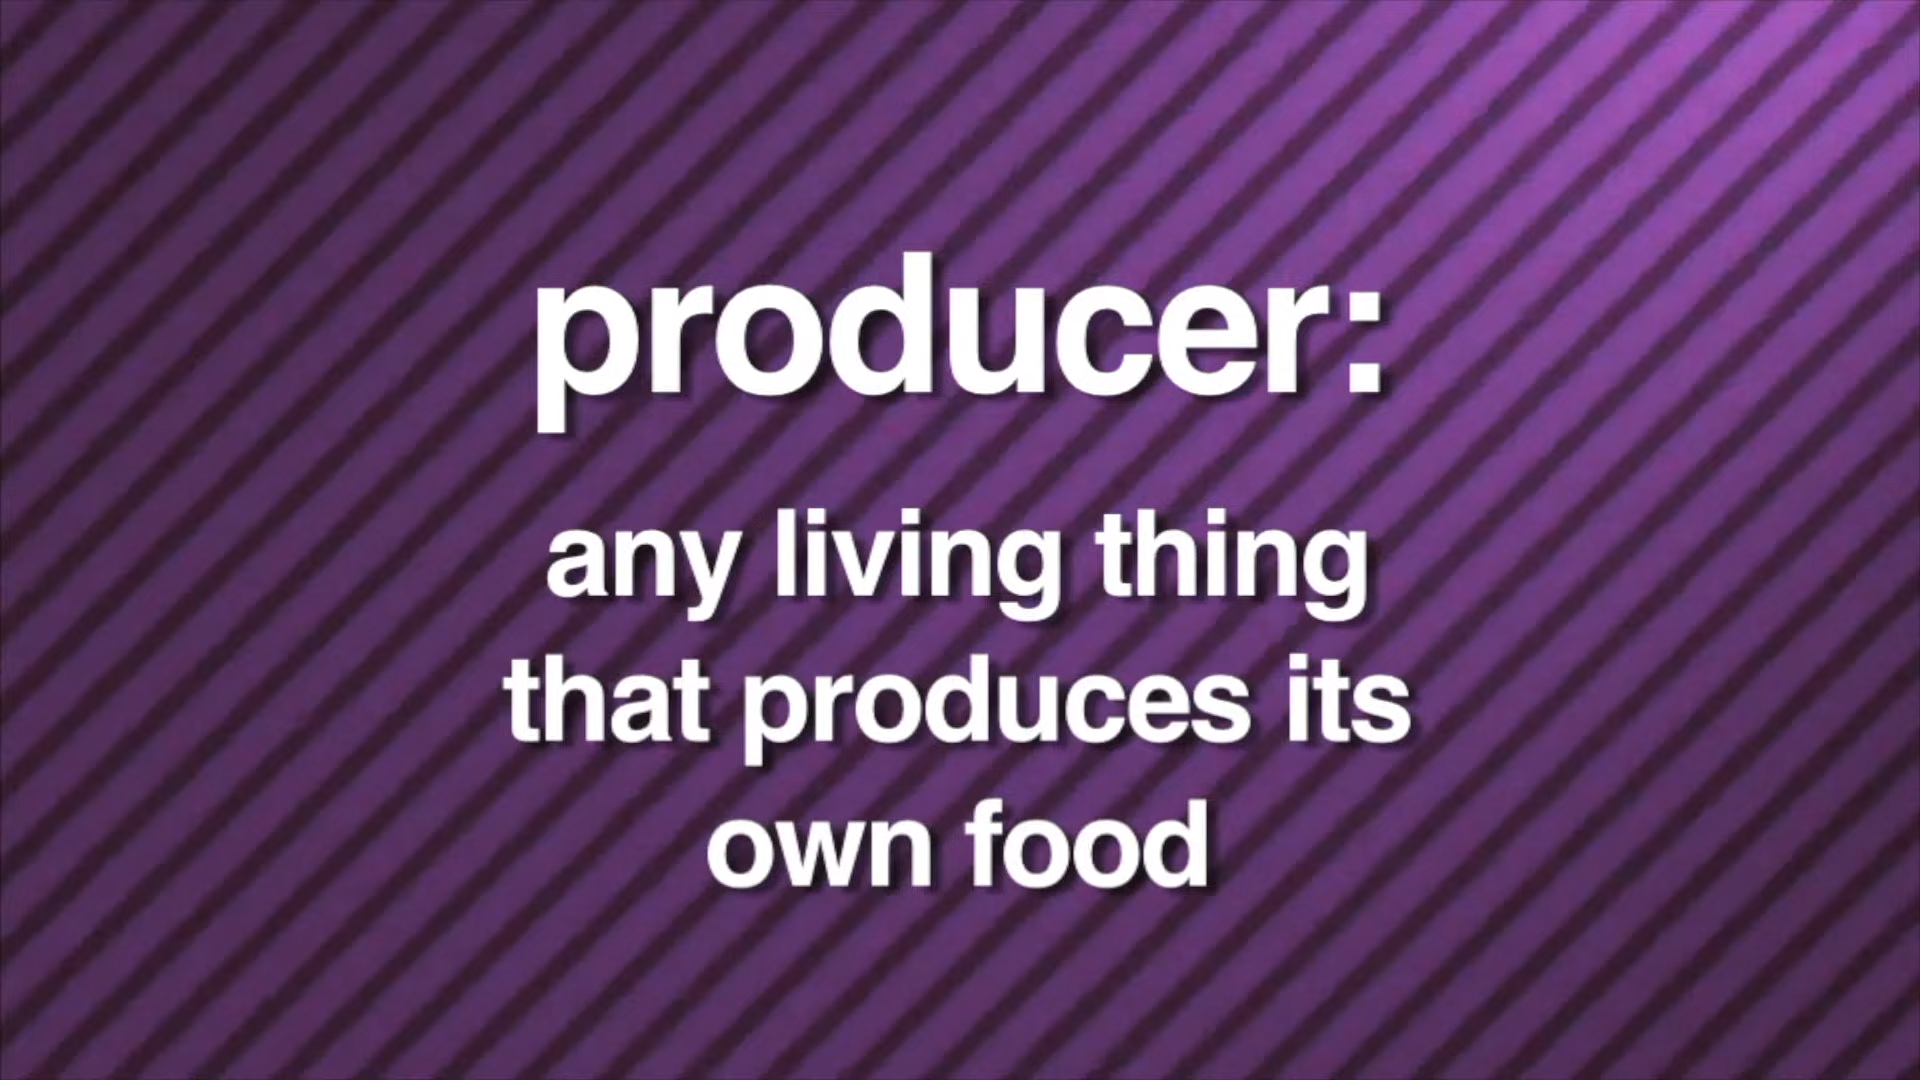 producer:
any living thing
that produces its
own food